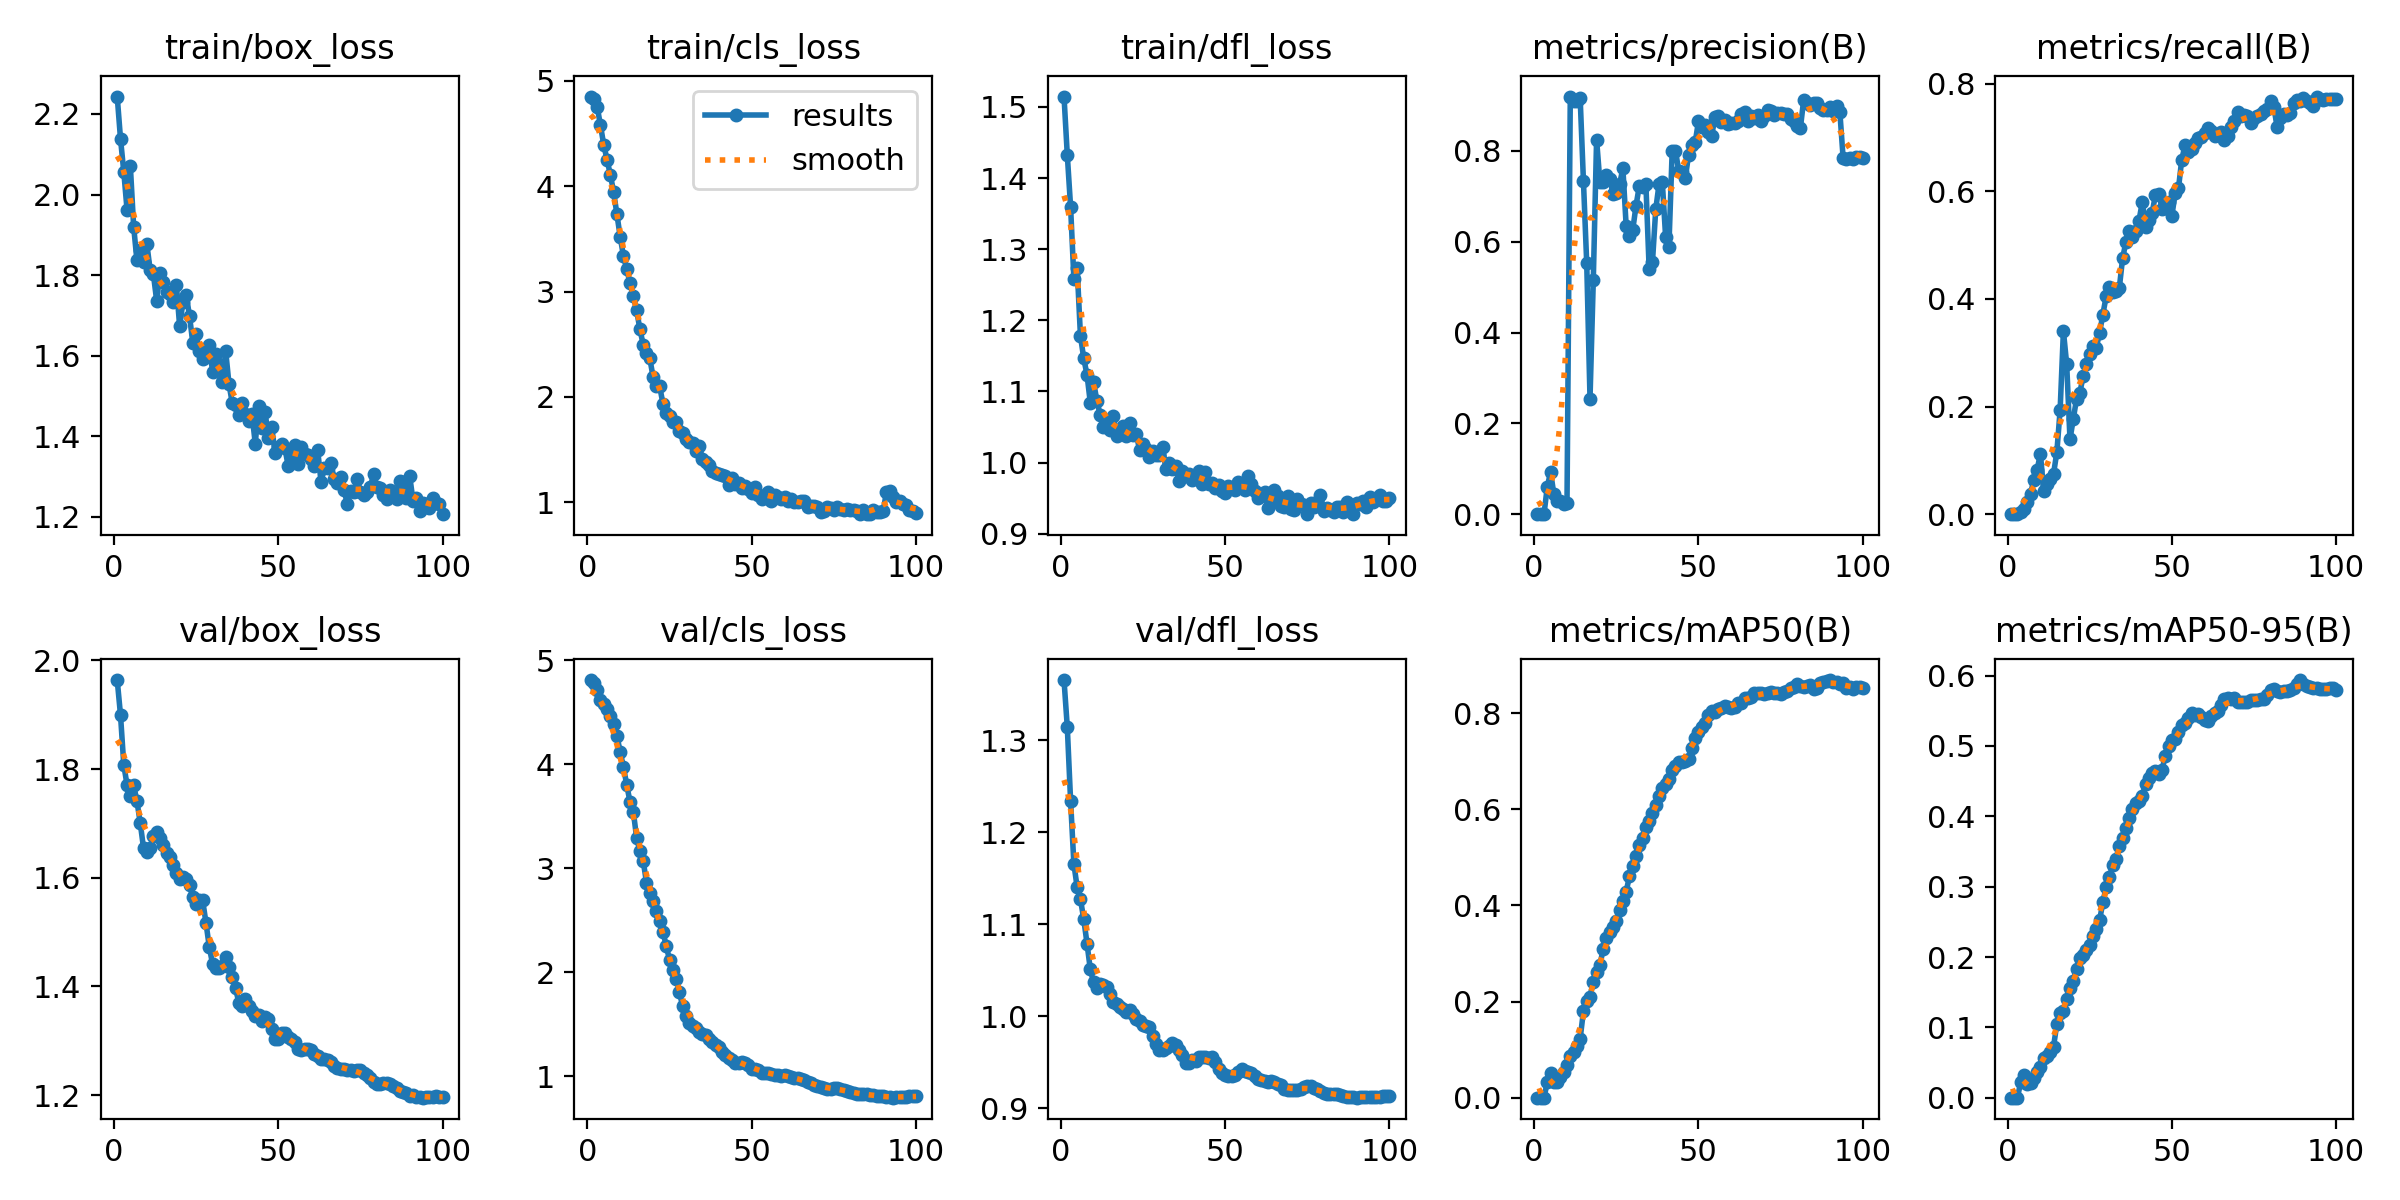 train/box_loss
2.2
2.0
1.8
1.6
1.4
1.2
0 50 100
train/cls_loss
5
4
3
2
1
results
smooth
0 50 100
train/dfl_loss
1.5
1.4
1.3
1.2
1.1
1.0
0.9
0 50 100
metrics/precision(B)
0.8
0.6
0.4
0.2
0.0
0 50 100
metrics/recall(B)
0.8
0.6
0.4
0.2
0.0
0 50 100
val/box_loss
2.0
1.8
1.6
1.4
1.2
0 50 100
val/cls_loss
5
4
3
2
1
0 50 100
val/dfl_loss
1.3
1.2
1.1
1.0
0.9
0 50 100
metrics/mAP50(B)
0.8
0.6
0.4
0.2
0.0
0 50 100
metrics/mAP50-95(B)
0.6
0.5
0.4
0.3
0.2
0.1
0.0
0 50 100